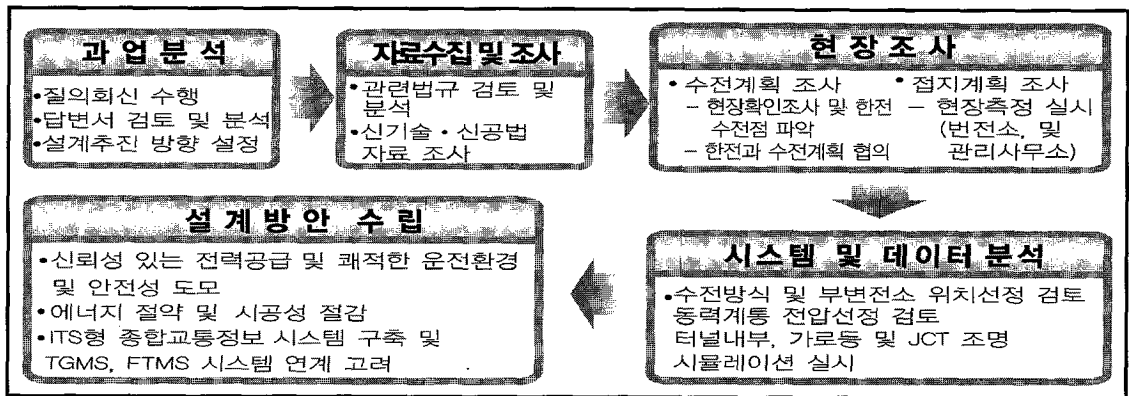 과 업 분 석
•질의회신 수행
•답변서 검토 및 분석
•설계추진 방향 설정
자료수집 및 조사
•관련법규 검토 및
분석
•신기술・신공법
자료 조사
현 장 조 사
• 수전계획 조사
– 현장확인조사 및 한전
수전점 파악
– 한전과 수전계획 협의
• 접지계획 조사
– 현장측정 실시
(변전소, 및
관리사무소)
시 스 템 및 데 이 터 분 석
•수전방식 및 부변전소 위치선정 검토
동력계통 전압선정 검토
터널내부, 가로등 및 JCT 조명
시뮬레이션 실시
설 계 방 안 수 립
•신뢰성 있는 전력공급 및 쾌적한 운전환경
및 안전성 도모
•에너지 절약 및 시공성 절감
•ITS형 종합교통정보 시스템 구축 및
TGMS, FTMS 시스템 연계 고려